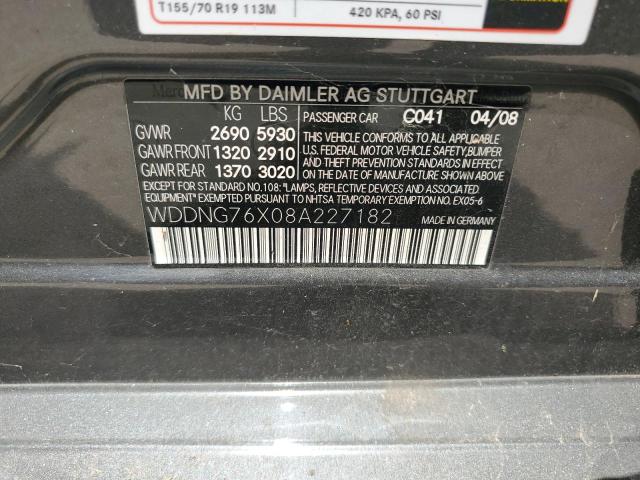 T155/70 R19 113M
420 KPA, 60 PSI
MFD BY DAIMLER AG STUTTGART
KG LBS
PASSENGER CAR C041 04/08
GVWR 2690 5930
GAWR FRONT 1320 2910
GAWR REAR 1370 3020
THIS VEHICLE CONFORMS TO ALL APPLICABLE
U.S. FEDERAL MOTOR VEHICLE SAFETY, BUMPER
AND THEFT PREVENTION STANDARDS IN EFFECT
ON THE DATE OF MANUFACTURE SHOWN ABOVE.
EXCEPT FOR STANDARD NO. 108: "LAMPS, REFLECTIVE DEVICES AND ASSOCIATED
EQUIPMENT" EXEMPTED PURSUANT TO NHTSA TEMPORARY EXEMPTION NO. EX05-6
WDDNG76X08A227182
MADE IN GERMANY